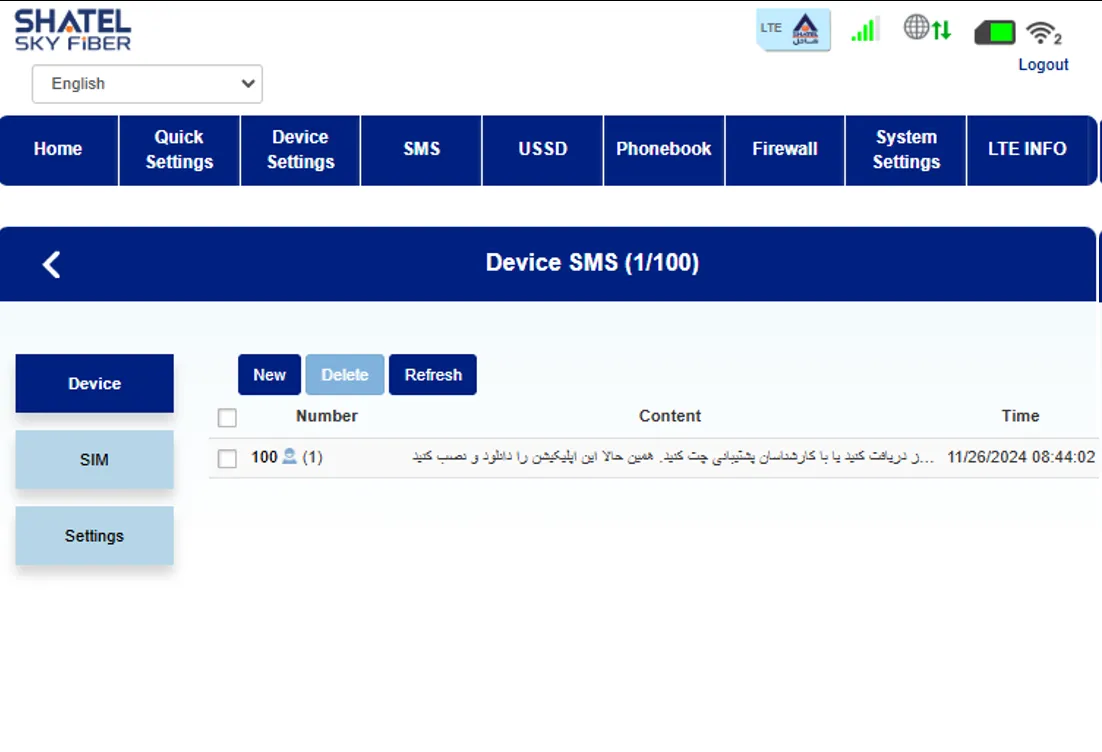 SHATEL
SKY FiBER
LTE
شاتل
2
Logout
English
Home
Quick Settings
Device Settings
SMS
USSD
Phonebook
Firewall
System Settings
LTE INFO
Device SMS (1/100)
Device
SIM
Settings
New Delete Refresh
Number Content Time
100 (1)
ز دریافت کنید یا با کارشناسان پشتیبانی چت کنید. همین حالا این اپلیکیشن را دانلود و نصب کنید...
11/26/2024 08:44:02